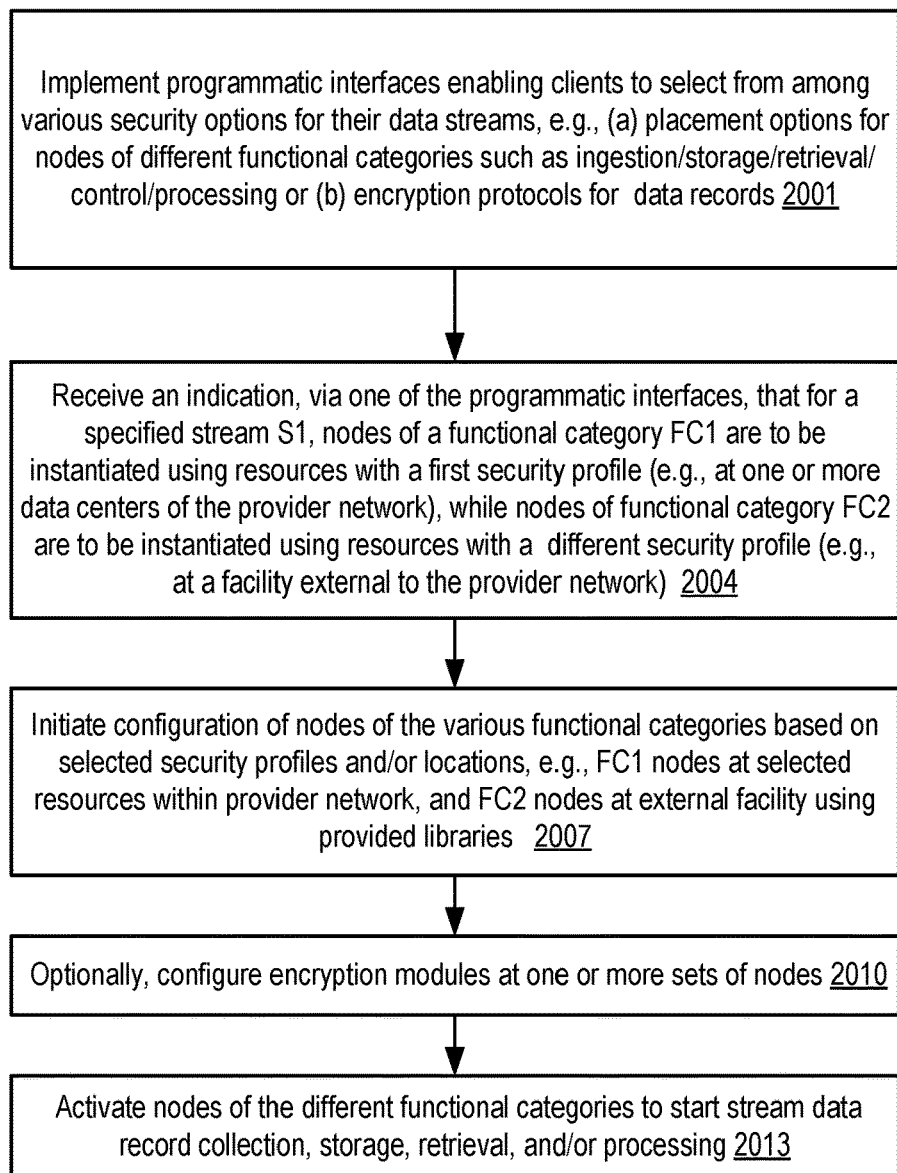 Implement programmatic interfaces enabling clients to select from among
various security options for their data streams, e.g., (a) placement options for
nodes of different functional categories such as ingestion/storage/retrieval/
control/processing or (b) encryption protocols for data records 2001
Receive an indication, via one of the programmatic interfaces, that for a
specified stream S1, nodes of a functional category FC1 are to be
instantiated using resources with a first security profile (e.g., at one or more
data centers of the provider network), while nodes of functional category FC2
are to be instantiated using resources with a different security profile (e.g.,
at a facility external to the provider network) 2004
Initiate configuration of nodes of the various functional categories based on
selected security profiles and/or locations, e.g., FC1 nodes at selected
resources within provider network, and FC2 nodes at external facility using
provided libraries 2007
Optionally, configure encryption modules at one or more sets of nodes 2010
Activate nodes of the different functional categories to start stream data
record collection, storage, retrieval, and/or processing 2013